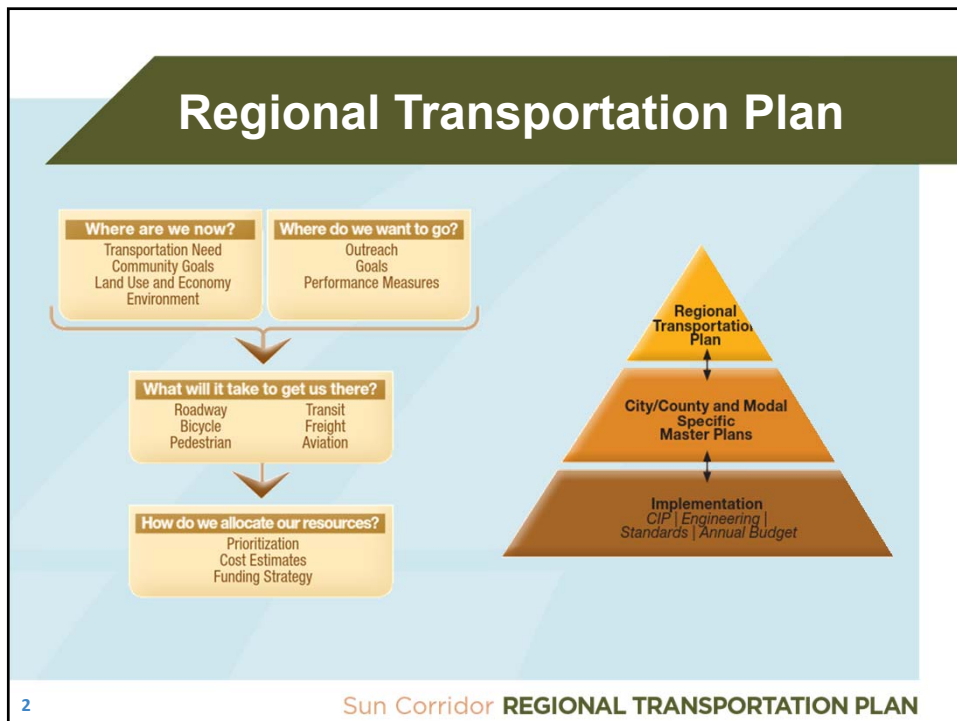 Regional Transportation Plan
Where are we now?
Transportation Need
Community Goals
Land Use and Economy
Environment
Where do we want to go?
Outreach
Goals
Performance Measures
What will it take to get us there?
Roadway
Bicycle
Pedestrian
Transit
Freight
Aviation
How do we allocate our resources?
Prioritization
Cost Estimates
Funding Strategy
Regional
Transportation
Plan
City/County and Modal
Specific
Master Plans
Implementation
CIP | Engineering |
Standards | Annual Budget
2
Sun Corridor REGIONAL TRANSPORTATION PLAN